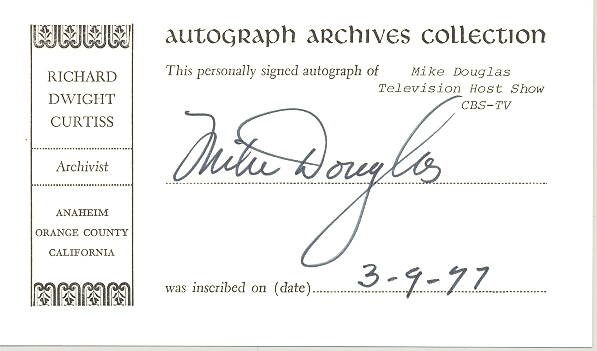 AUTOGRAPH ARCHIVES COLLECTION
RICHARD
DWIGHT
CURTISS
Archivist
ANAHEIM
ORANGE COUNTY
CALIFORNIA
This personally signed autograph of Mike Douglas
Television Host Show
CBS-TV
Mike Douglas
was inscribed on (date) 3-9-77